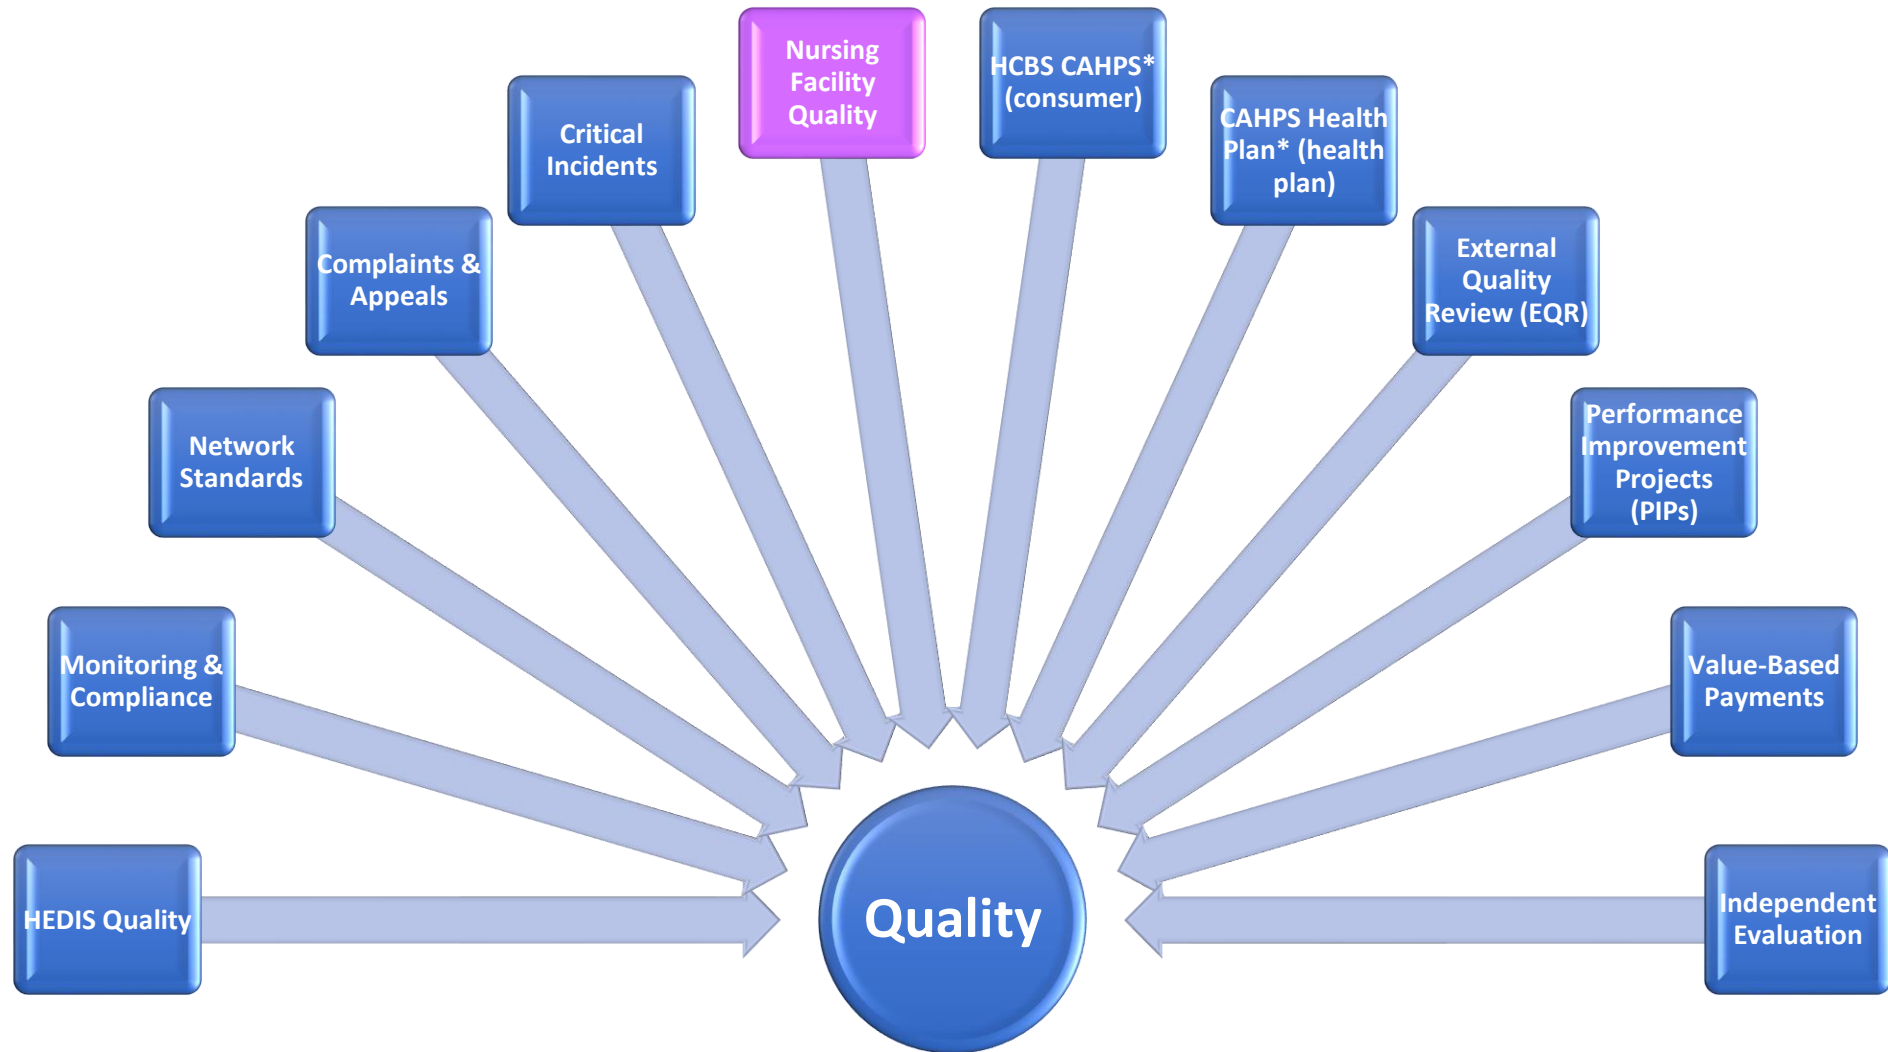 Nursing
Facility
Quality
HCBS CAHPS*
(consumer)
Critical
Incidents
CAHPS Health
Plan* (health
plan)
Complaints &
Appeals
External
Quality
Review (EQR)
Network
Standards
Performance
Improvement
Projects
(PIPs)
Monitoring &
Compliance
Value-Based
Payments
HEDIS Quality
Quality
Independent
Evaluation